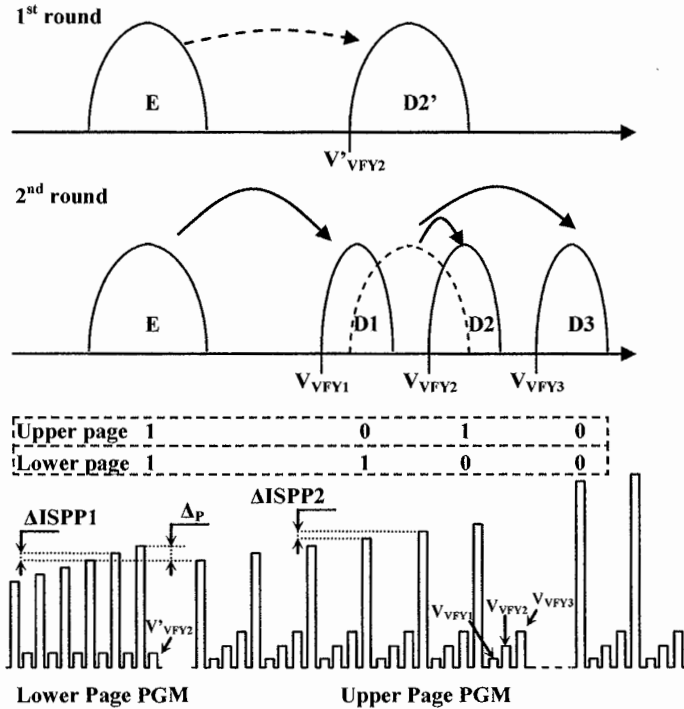 1st round
E D2'
V'VFY2
2nd round
E D1 D2 D3
VVFY1 VVFY2 VVFY3
Upper page 1 0 1 0
Lower page 1 1 0 0
ΔISPP1 ΔP ΔISPP2
V'VFY2 VVFY1 VVFY2 VVFY3
Lower Page PGM Upper Page PGM